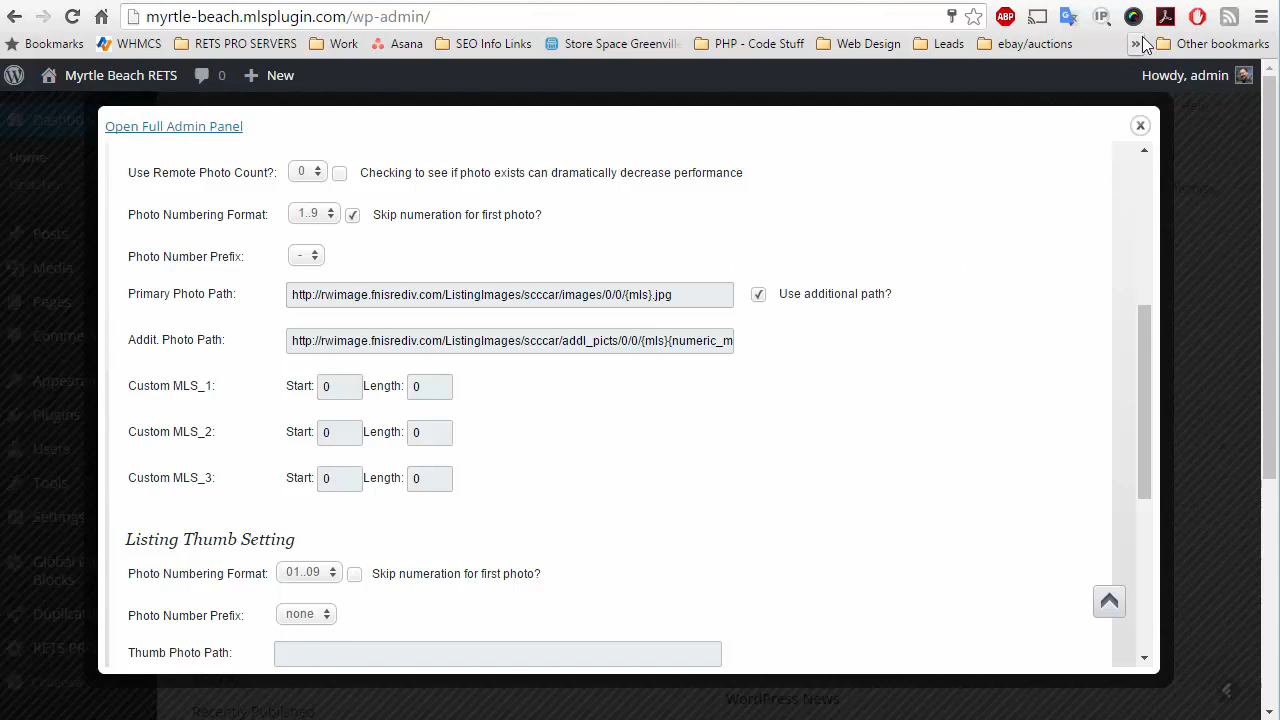 myrtle-beach.mlsplugin.com/wp-admin/
Bookmarks WHMCS RETS PRO SERVERS Work Asana SEO Info Links Store Space Greenville PHP - Code Stuff Web Design Leads ebay/auctions » Other bookmarks
Myrtle Beach RETS 0 New Howdy, admin
Open Full Admin Panel
Use Remote Photo Count?: 0 Checking to see if photo exists can dramatically decrease performance
Photo Numbering Format: 1..9 Skip numeration for first photo?
Photo Number Prefix: -
Primary Photo Path: http://rwimage.fnisrediv.com/ListingImages/scccar/images/0/0/{mls}.jpg Use additional path?
Addit. Photo Path: http://rwimage.fnisrediv.com/ListingImages/scccar/addl_picts/0/0/{mls}{numeric_m
Custom MLS_1: Start: 0 Length: 0
Custom MLS_2: Start: 0 Length: 0
Custom MLS_3: Start: 0 Length: 0
Listing Thumb Setting
Photo Numbering Format: 01..09 Skip numeration for first photo?
Photo Number Prefix: none
Thumb Photo Path:
Home
Posts
Media
Pages
Comme
Appear
Plugins
Users
Tools
Settings
Blocks
Duplica
RETS PR
Recently Published
WordPress News